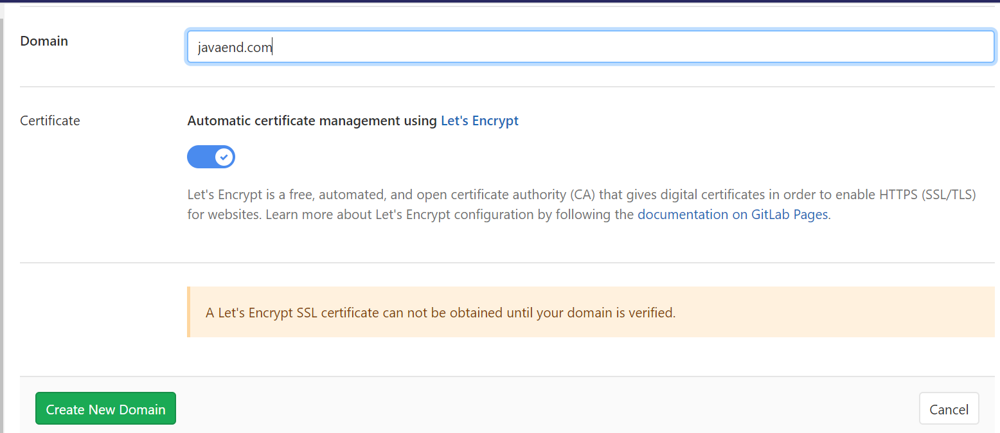 Domain
javaend.com
Certificate
Automatic certificate management using Let's Encrypt
Let's Encrypt is a free, automated, and open certificate authority (CA) that gives digital certificates in order to enable HTTPS (SSL/TLS)
for websites. Learn more about Let's Encrypt configuration by following the documentation on GitLab Pages.
A Let's Encrypt SSL certificate can not be obtained until your domain is verified.
Create New Domain
Cancel